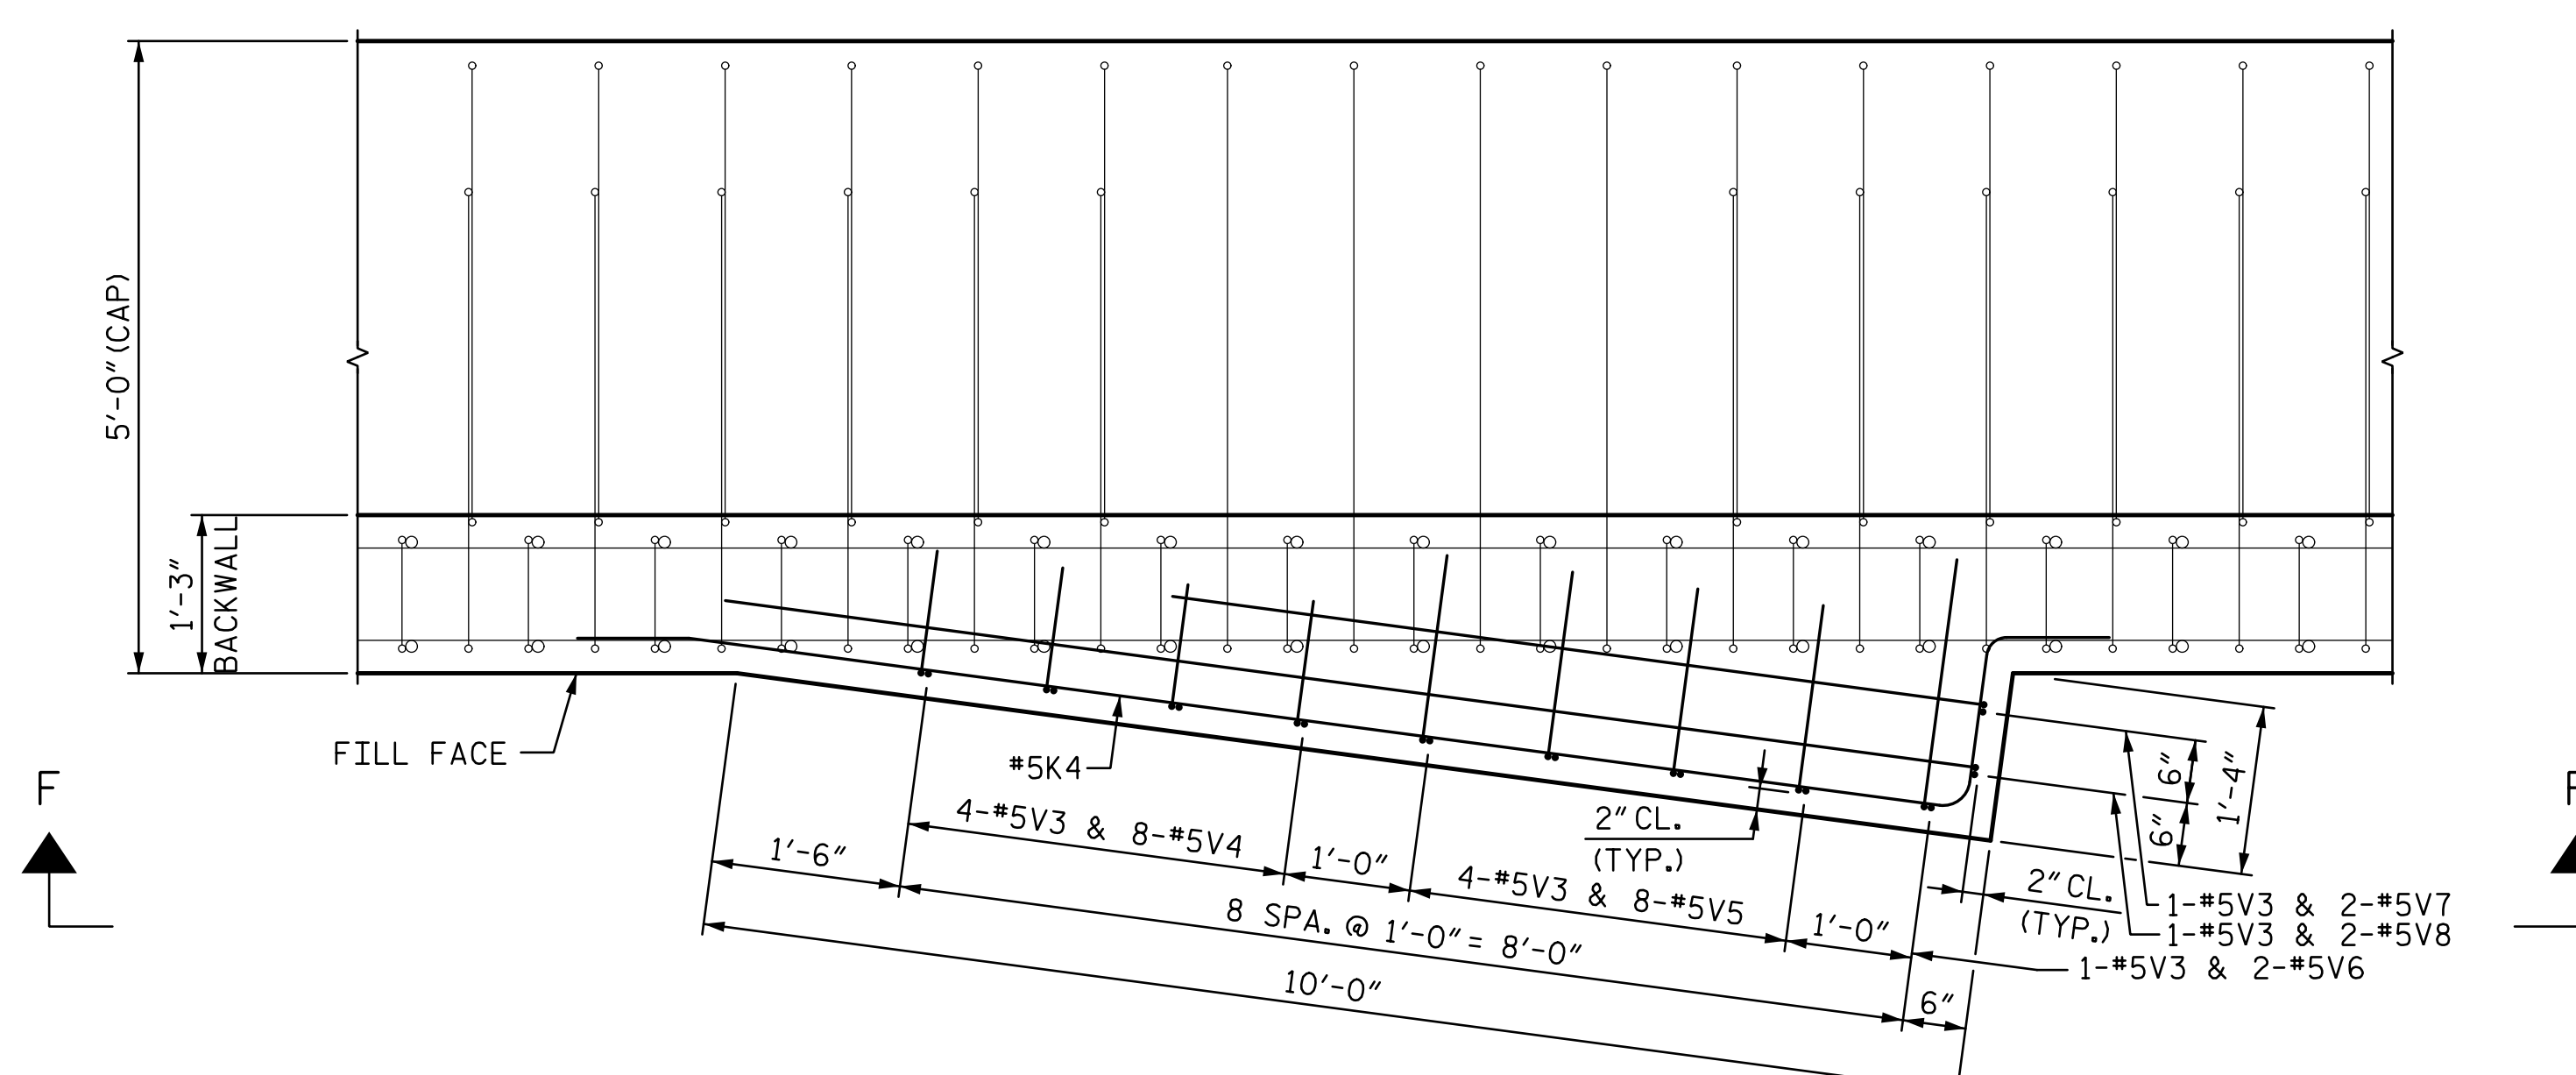 5'-0" (CAP)
1'-3"
BACKWALL
FILL FACE
F
#5K4
4-#5V3 & 8-#5V4
1'-6"
1'-0"
4-#5V3 & 8-#5V5
1'-0"
8 SPA. @ 1'-0" = 8'-0"
10'-0"
6"
2" CL.
(TYP.)
2" CL.
(TYP.)
6"
6"
1'-4"
1-#5V3 & 2-#5V7
1-#5V3 & 2-#5V8
1-#5V3 & 2-#5V6